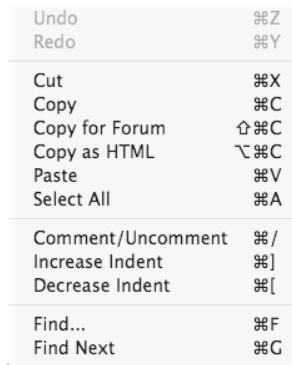 Undo ⌘Z
Redo ⌘Y
Cut ⌘X
Copy ⌘C
Copy for Forum ⇧⌘C
Copy as HTML ⌥⌘C
Paste ⌘V
Select All ⌘A
Comment/Uncomment ⌘/
Increase Indent ⌘]
Decrease Indent ⌘[
Find... ⌘F
Find Next ⌘G